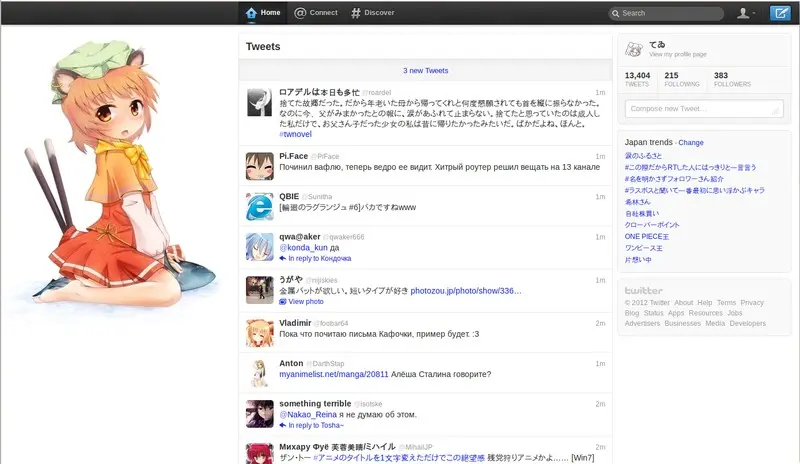 Home
Connect
Discover
Search
Tweets
3 new Tweets
ロアデルは本日も多忙 @roardel 1m
捨てた故郷だった。だから年老いた母から帰ってくれと何度懇願されても首を縦に振らなかった。
なのに今、父がみまかったとの報に、涙があふれて止まらない。捨てたと思っていたのは成人し
た私だけで、お父さん子だった少女の私は昔に帰りたかったみたいだ。ばかだよね、ほんと。
#twnovel
Pi.Face @PiFace 1m
Починил вафлю, теперь ведро ее видит. Хитрый роутер решил вещать на 13 канале
QBIE @Sunitha 1m
[輪廻のラグランジュ #6]バカですねwww
qwa@aker @qwaker666 1m
@konda_kun да
In reply to Кондочка
うがや @nijiiskies 1m
金属バットが欲しい。短いタイプが好き photozou.jp/photo/show/336…
View photo
Vladimir @foobar64 2m
Пока что почитаю письма Кафочки, пример будет. :3
Anton @DarthStap 2m
myanimelist.net/manga/20811 Алёша Сталина говорите?
something terrible @isotske 2m
@Nakao_Reina я не думаю об этом.
In reply to Tosha~
Михару Фуё 芙蓉美晴/ミハイル @MihailJP 2m
ザン・トー #アニメのタイトルを1文字変えただけでこの絶望感 残党狩りアニメかよ…… [Win7]
てゐ
View my profile page
13,404 215 383
TWEETS FOLLOWING FOLLOWERS
Compose new Tweet…
Japan trends · Change
涙のふるさと
#この顔だからRTした人にはっきりと一言言う
#名を明かさずフォロワーさん紹介
#ラスボスと聞いて一番最初に思い浮かぶキャラ
希林さん
自社株買い
クローバーポイント
ONE PIECE王
ワンピース王
片想い中
twitter
© 2012 Twitter About Help Terms Privacy
Blog Status Apps Resources Jobs
Advertisers Businesses Media Developers